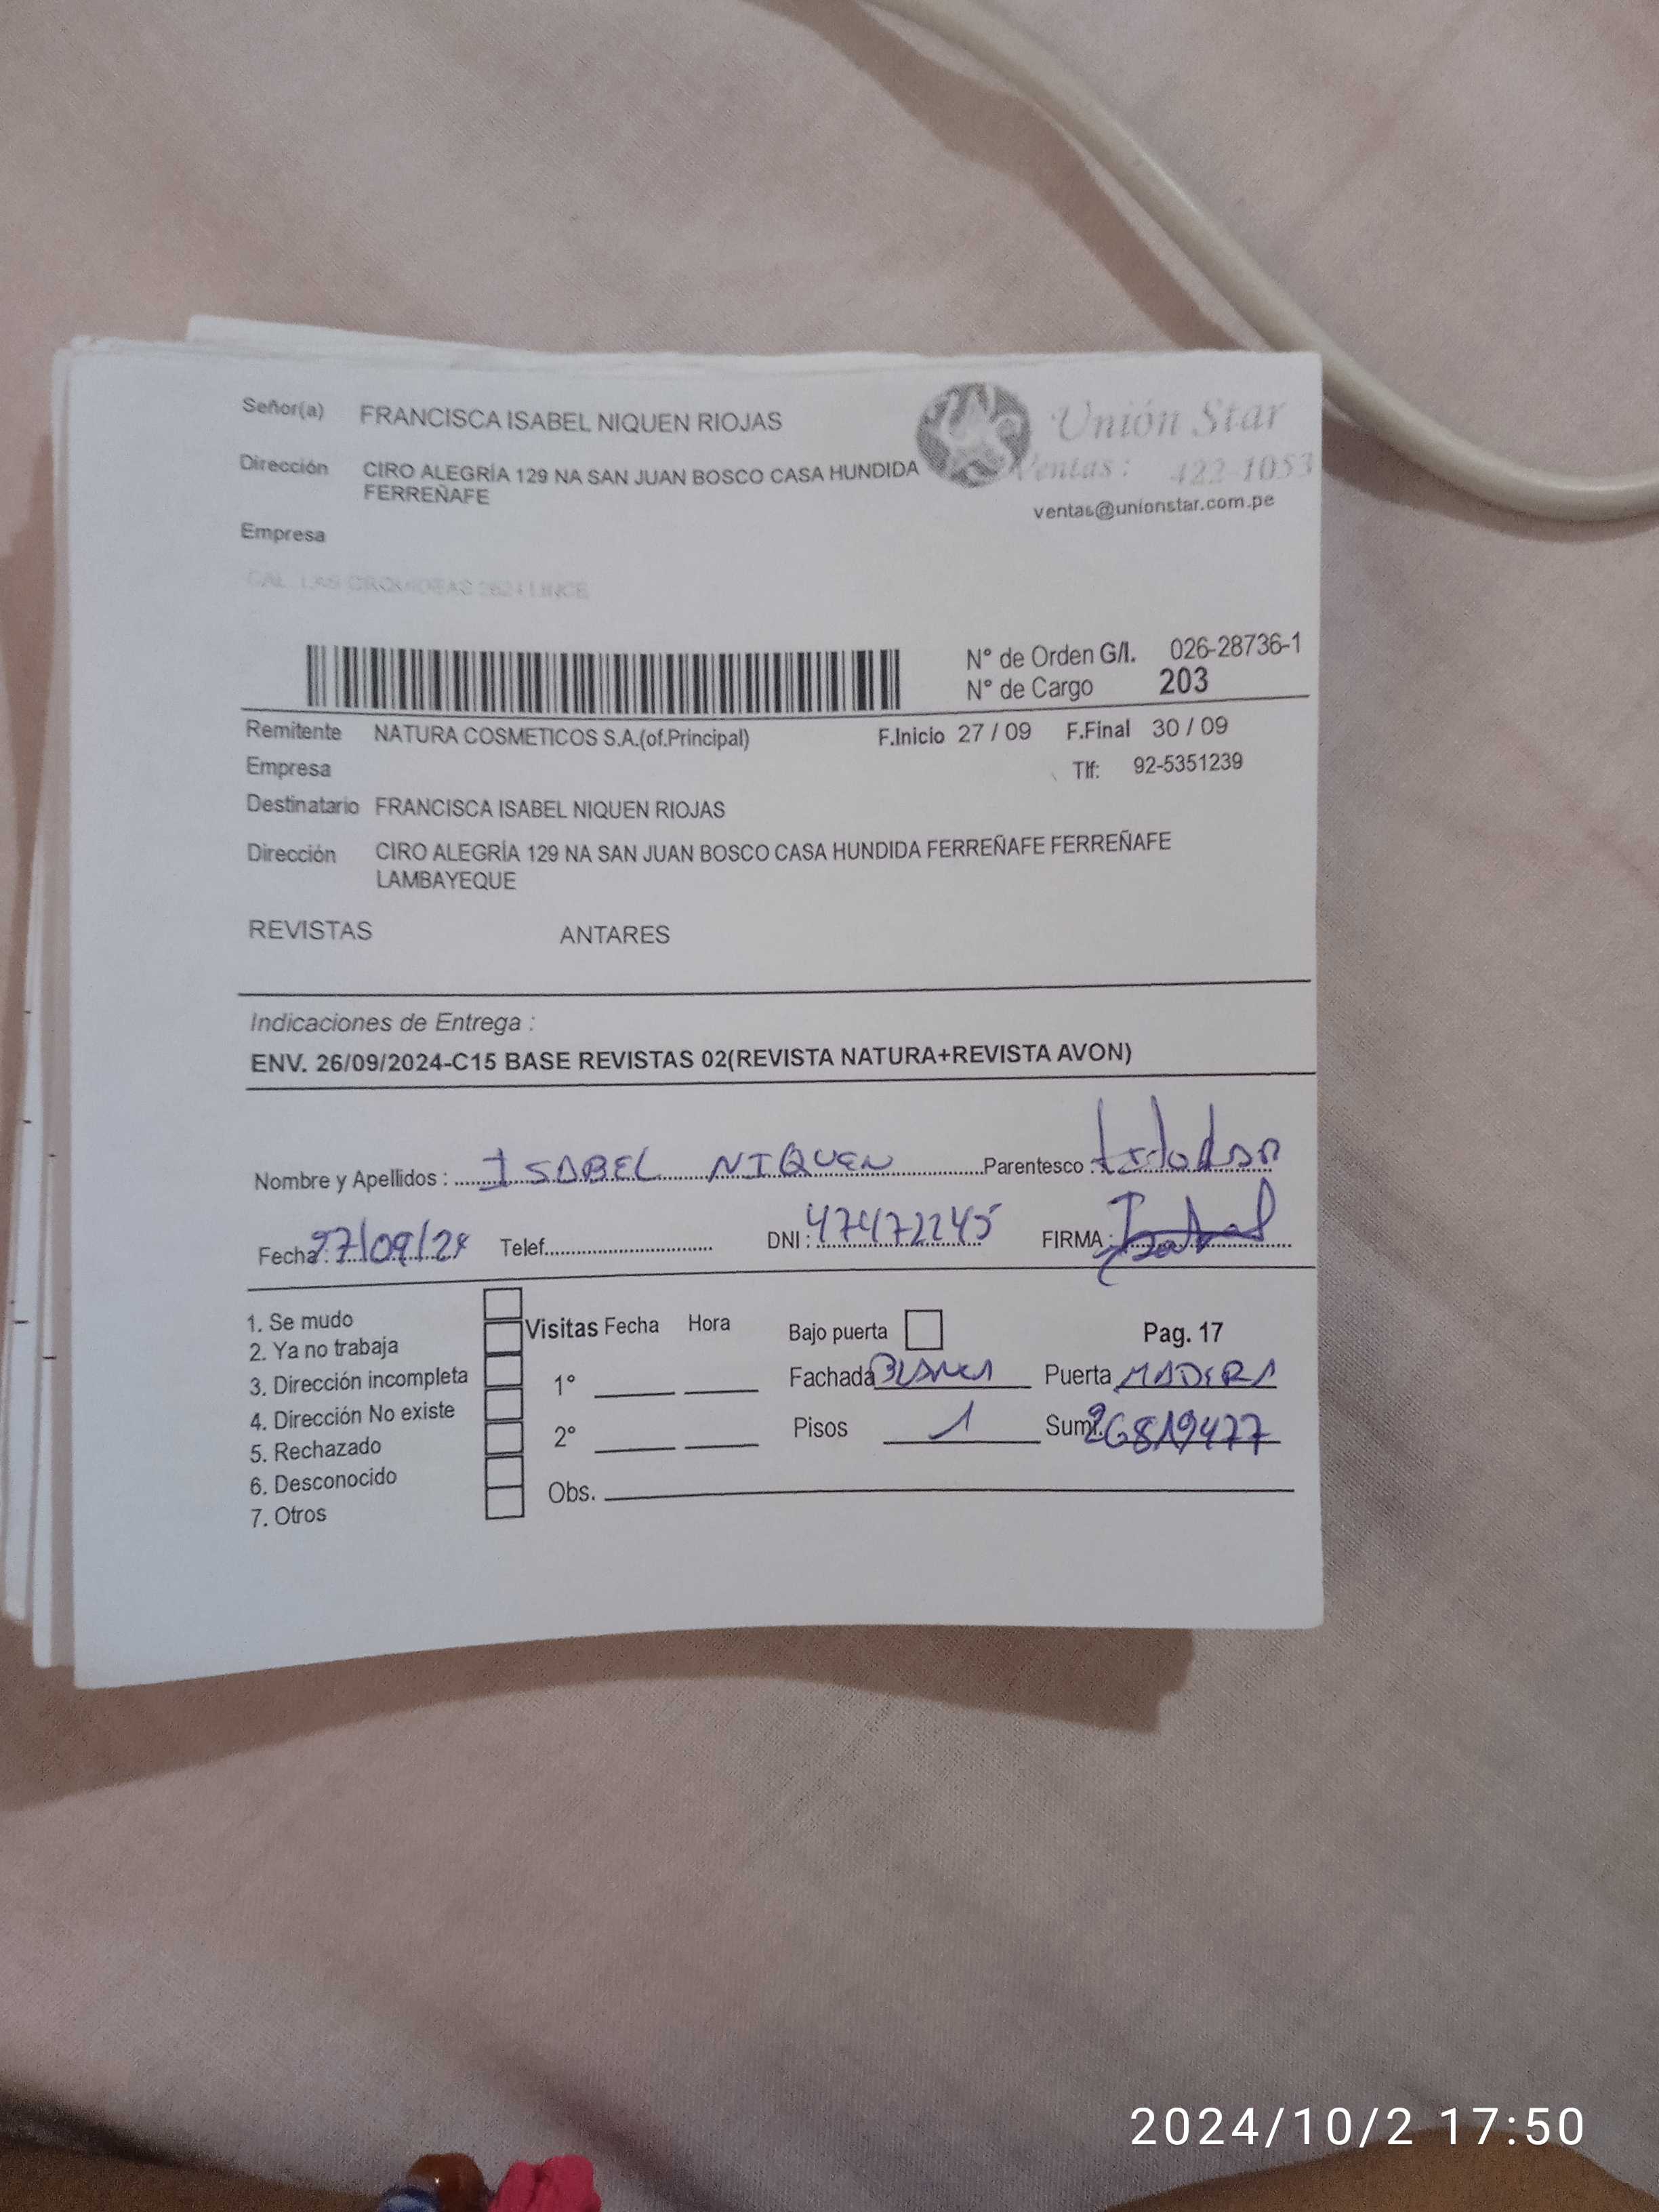 Señor(a) FRANCISCA ISABEL NIQUEN RIOJAS
Unión Star
Dirección CIRO ALEGRÍA 129 NA SAN JUAN BOSCO CASA HUNDIDA
FERREÑAFE
Ventas: 422-1053
ventas@unionstar.com.pe
Empresa
CAL. LAS ORQUIDEAS LINCE
N° de Orden G/I. 026-28736-1
N° de Cargo 203
Remitente NATURA COSMETICOS S.A.(of.Principal) F.Inicio 27 / 09 F.Final 30 / 09
Empresa Tlf: 92-5351239
Destinatario FRANCISCA ISABEL NIQUEN RIOJAS
Dirección CIRO ALEGRÍA 129 NA SAN JUAN BOSCO CASA HUNDIDA FERREÑAFE FERREÑAFE
LAMBAYEQUE
REVISTAS ANTARES
Indicaciones de Entrega :
ENV. 26/09/2024-C15 BASE REVISTAS 02(REVISTA NATURA+REVISTA AVON)
Nombre y Apellidos : ISABEL NIQUEN Parentesco :
Fecha: 27/09/24 Telef. DNI : 47472245 FIRMA :
1. Se mudo
2. Ya no trabaja
3. Dirección incompleta
4. Dirección No existe
5. Rechazado
6. Desconocido
7. Otros
Visitas Fecha Hora
1°
2°
Obs.
Bajo puerta Pag. 17
Fachada BLANCA Puerta MADERA
Pisos 1 Sum. 26819477
2024/10/2 17:50